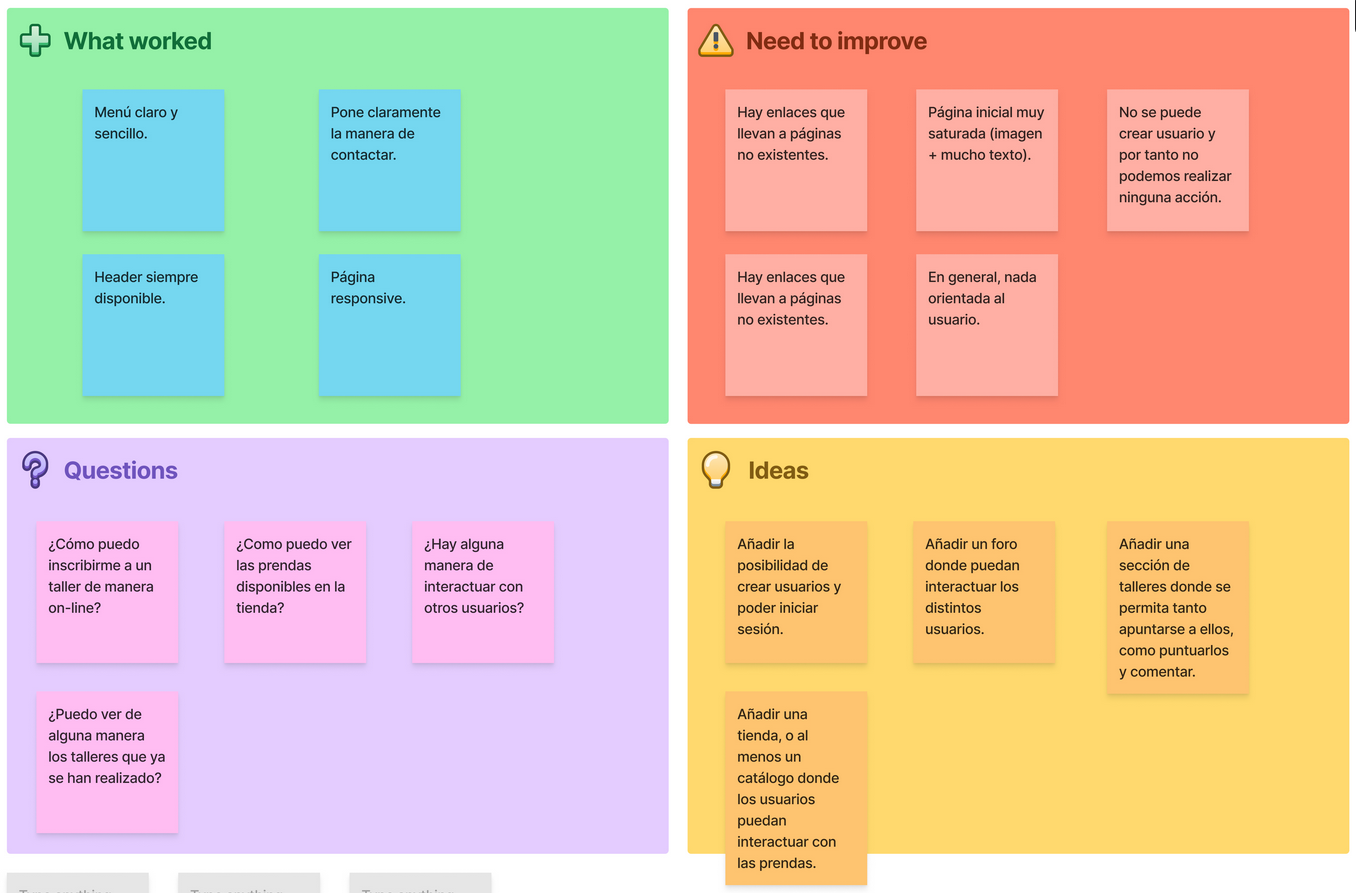 What worked
Menú claro y
sencillo.
Pone claramente
la manera de
contactar.
Header siempre
disponible.
Página
responsive.
Need to improve
Hay enlaces que
llevan a páginas
no existentes.
Página inicial muy
saturada (imagen
+ mucho texto).
No se puede
crear usuario y
por tanto no
podemos realizar
ninguna acción.
Hay enlaces que
llevan a páginas
no existentes.
En general, nada
orientada al
usuario.
Questions
¿Cómo puedo
inscribirme a un
taller de manera
on-line?
¿Como puedo ver
las prendas
disponibles en la
tienda?
¿Hay alguna
manera de
interactuar con
otros usuarios?
¿Puedo ver de
alguna manera
los talleres que ya
se han realizado?
Ideas
Añadir la
posibilidad de
crear usuarios y
poder iniciar
sesión.
Añadir un foro
donde puedan
interactuar los
distintos
usuarios.
Añadir una
sección de
talleres donde se
permita tanto
apuntarse a ellos,
como puntuarlos
y comentar.
Añadir una
tienda, o al
menos un
catálogo donde
los usuarios
puedan
interactuar con
las prendas.